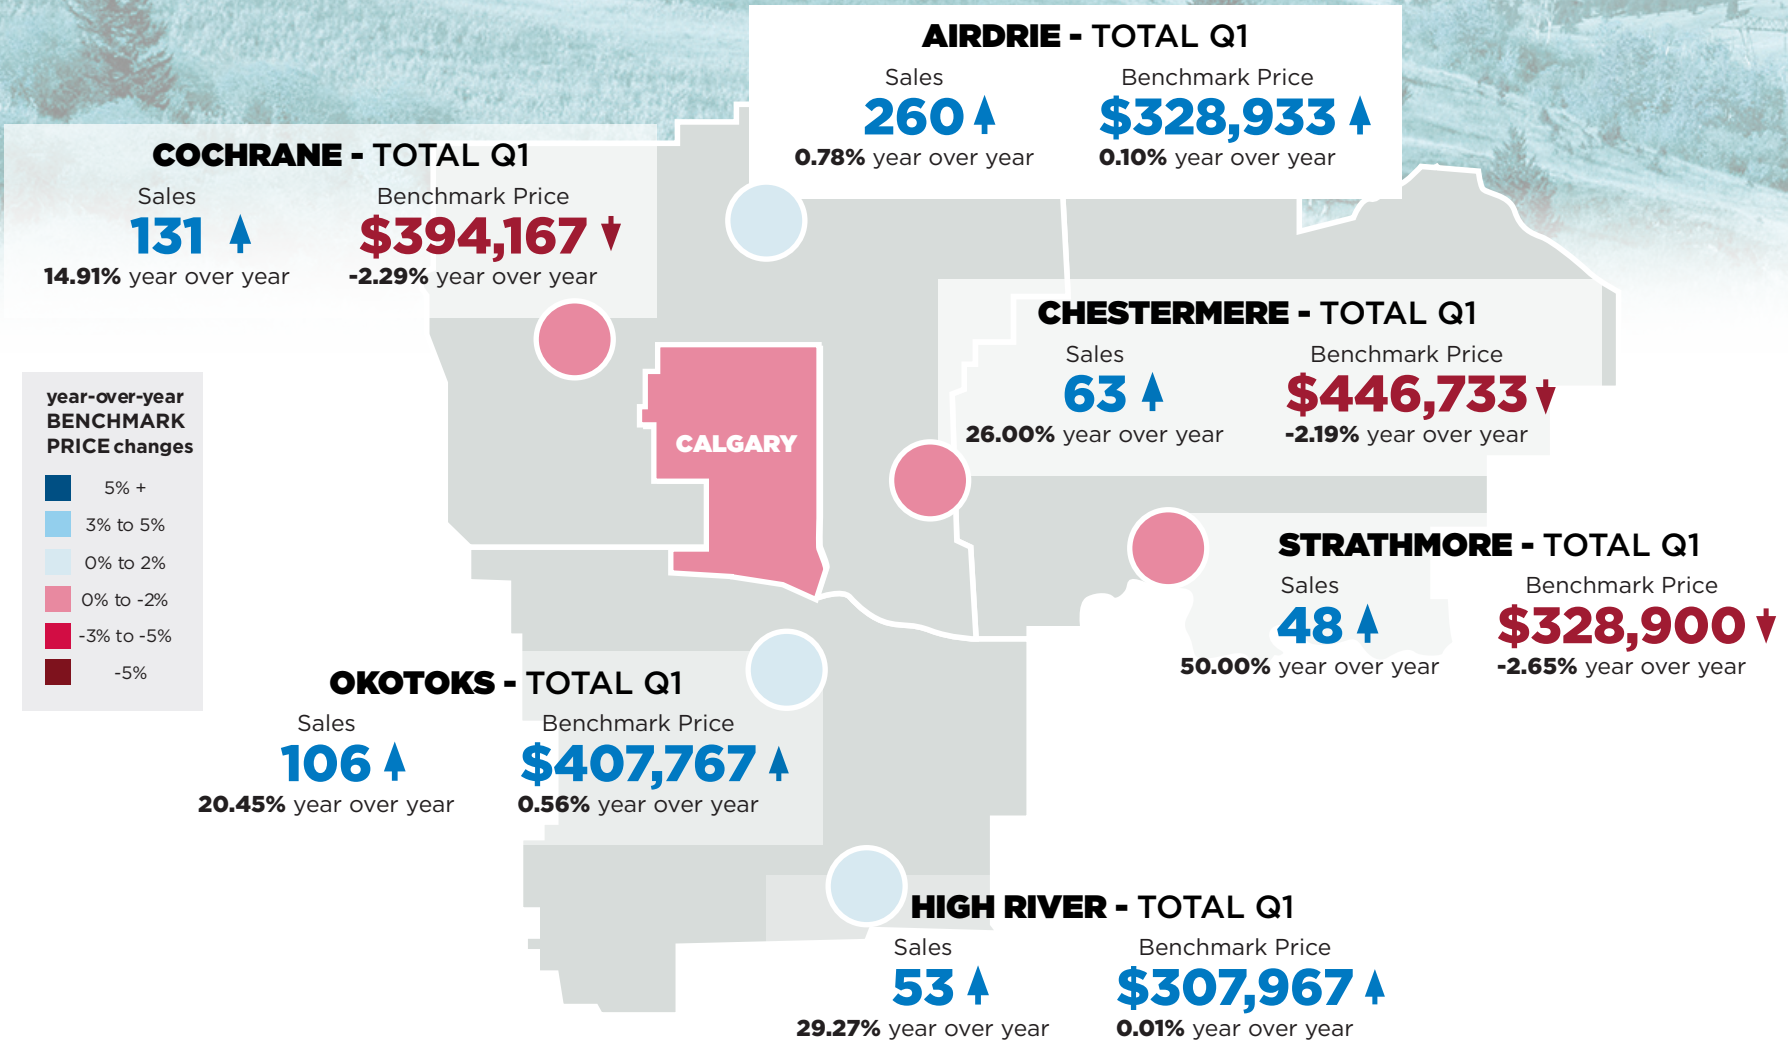 AIRDRIE - TOTAL Q1
Sales
Benchmark Price
260
$328,933
0.78% year over year
0.10% year over year
COCHRANE - TOTAL Q1
Sales
Benchmark Price
131
$394,167
14.91% year over year
-2.29% year over year
CHESTERMERE - TOTAL Q1
Sales
Benchmark Price
63
$446,733
26.00% year over year
-2.19% year over year
year-over-year
BENCHMARK
PRICE changes
5% +
3% to 5%
0% to 2%
0% to -2%
-3% to -5%
-5%
CALGARY
STRATHMORE - TOTAL Q1
Sales
Benchmark Price
48
$328,900
50.00% year over year
-2.65% year over year
OKOTOKS - TOTAL Q1
Sales
Benchmark Price
106
$407,767
20.45% year over year
0.56% year over year
HIGH RIVER - TOTAL Q1
Sales
Benchmark Price
53
$307,967
29.27% year over year
0.01% year over year